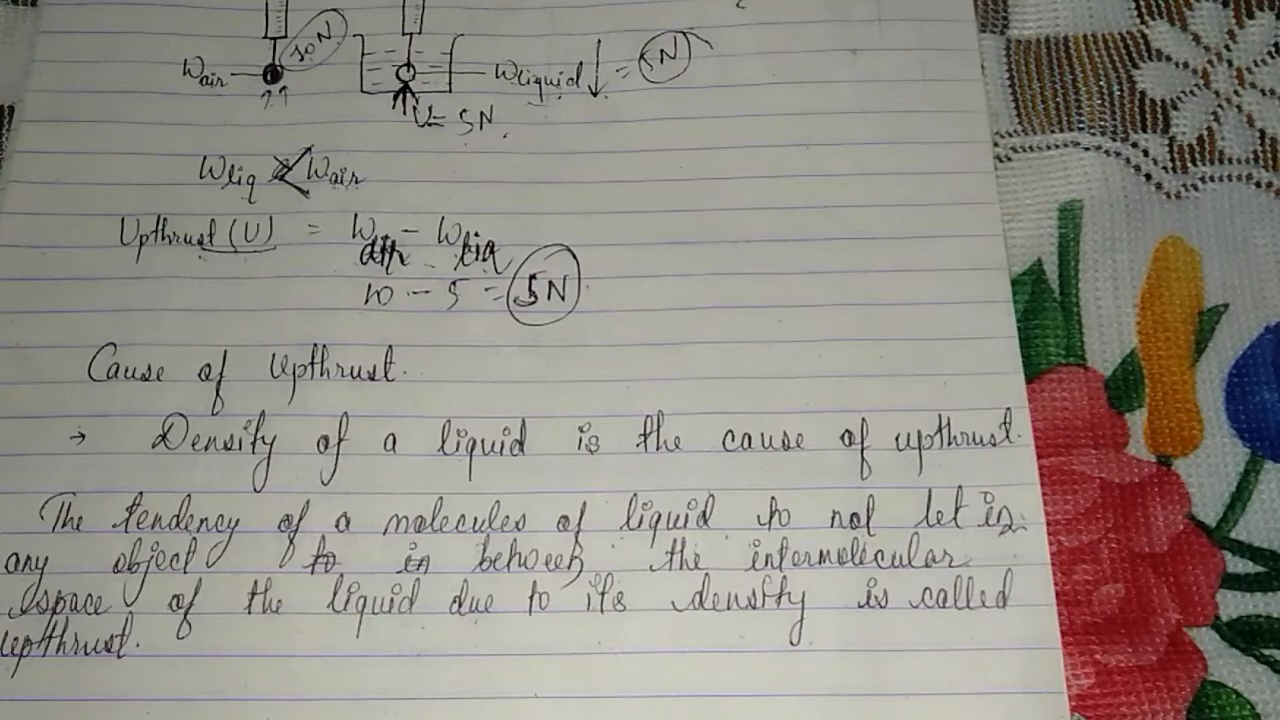 10N
Wair
Wliquid ↓ = 5N
U = 5N.
Wliq < Wair
Upthrust (U) = Wair - Wliq
10 - 5 = 5N
Cause of Upthrust.
→ Density of a liquid is the cause of upthrust.
The tendency of a molecules of liquid to not let in
any object to in between the intermolecular
space of the liquid due to its density is called
upthrust.